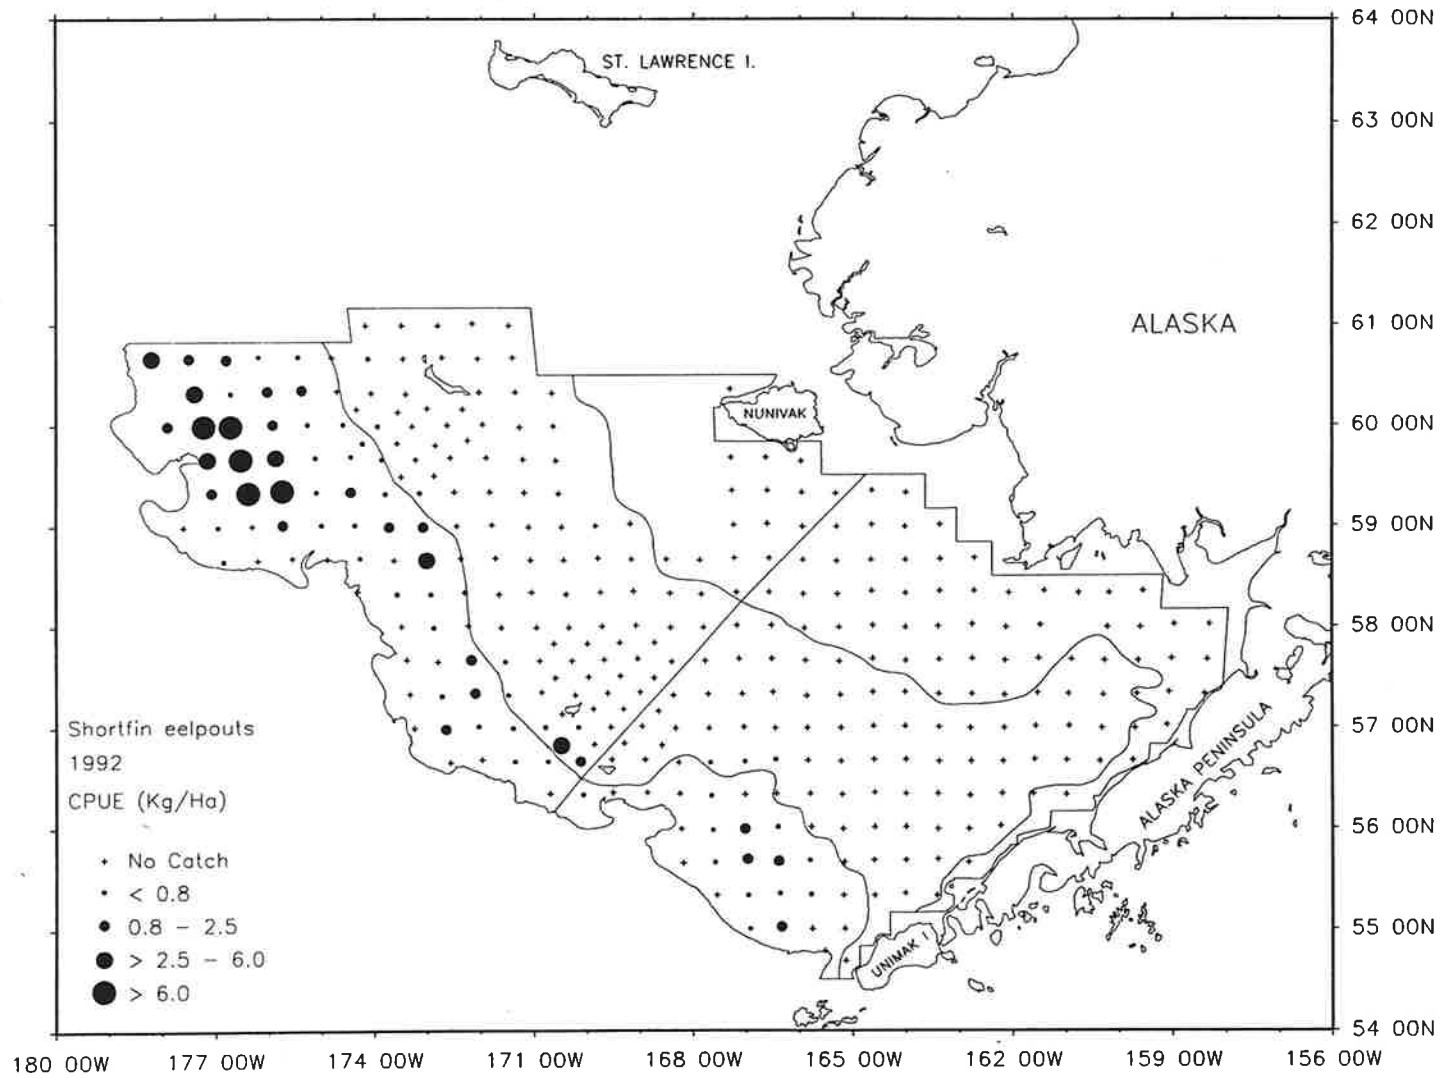 64 00N
ST. LAWRENCE I.
63 00N
62 00N
ALASKA
61 00N
60 00N
NUNIVAK
59 00N
58 00N
57 00N
ALASKA PENINSULA
56 00N
55 00N
UNIMAK I
54 00N
Shortfin eelpouts
1992
CPUE (Kg/Ha)
No Catch
< 0.8
0.8 - 2.5
> 2.5 - 6.0
> 6.0
180 00W 177 00W 174 00W 171 00W 168 00W 165 00W 162 00W 159 00W 156 00W